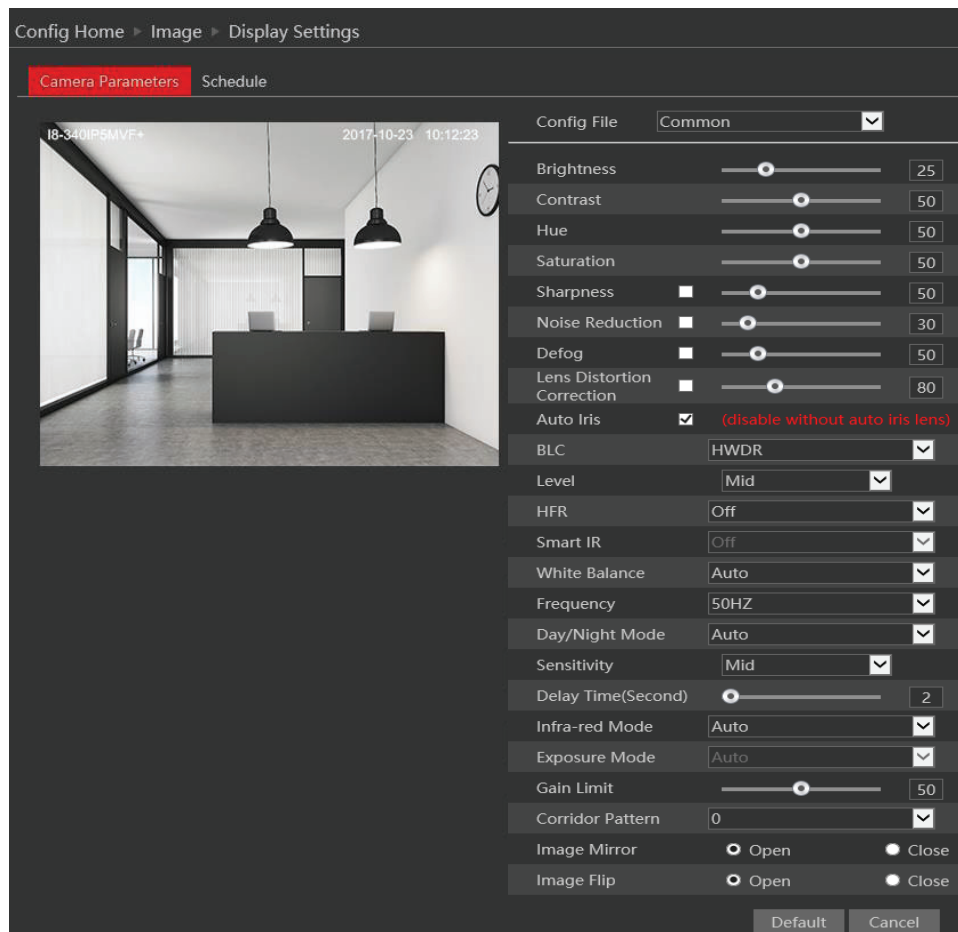 Config Home ▶ Image ▶ Display Settings
Camera Parameters Schedule
I8-340IP5MVF+ 2017-10-23 10:12:23
Config File Common
Brightness 25
Contrast 50
Hue 50
Saturation 50
Sharpness 50
Noise Reduction 30
Defog 50
Lens Distortion
Correction 80
Auto Iris (disable without auto iris lens)
BLC HWDR
Level Mid
HFR Off
Smart IR Off
White Balance Auto
Frequency 50HZ
Day/Night Mode Auto
Sensitivity Mid
Delay Time(Second) 2
Infra-red Mode Auto
Exposure Mode Auto
Gain Limit 50
Corridor Pattern 0
Image Mirror Open Close
Image Flip Open Close
Default Cancel